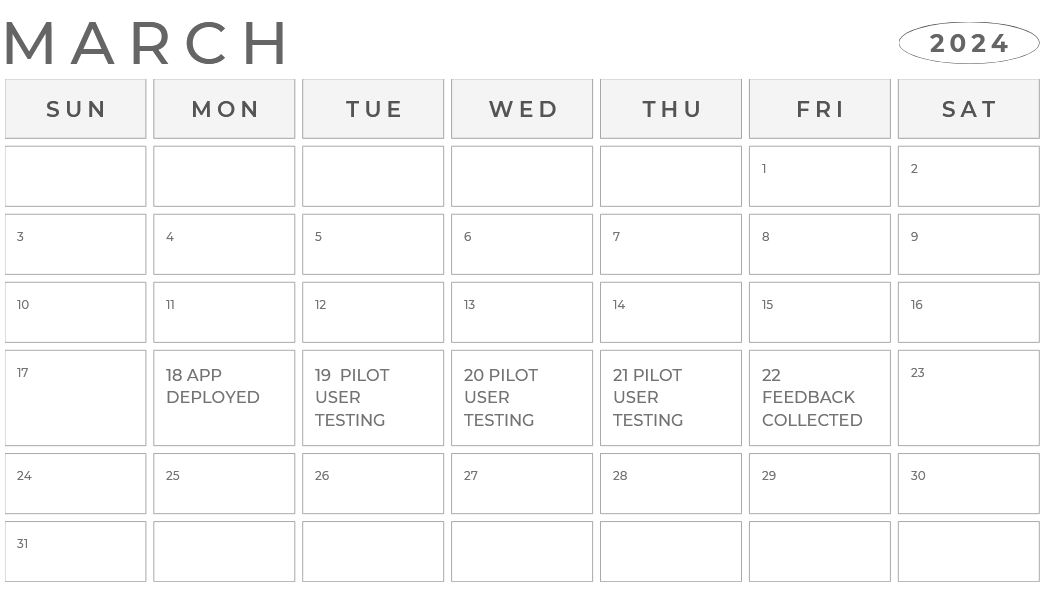 MARCH
2024
SUN MON TUE WED THU FRI SAT
1 2
3 4 5 6 7 8 9
10 11 12 13 14 15 16
17
18 APP
DEPLOYED
19  PILOT
USER
TESTING
20 PILOT
USER
TESTING
21 PILOT
USER
TESTING
22
FEEDBACK
COLLECTED
23
24 25 26 27 28 29 30
31